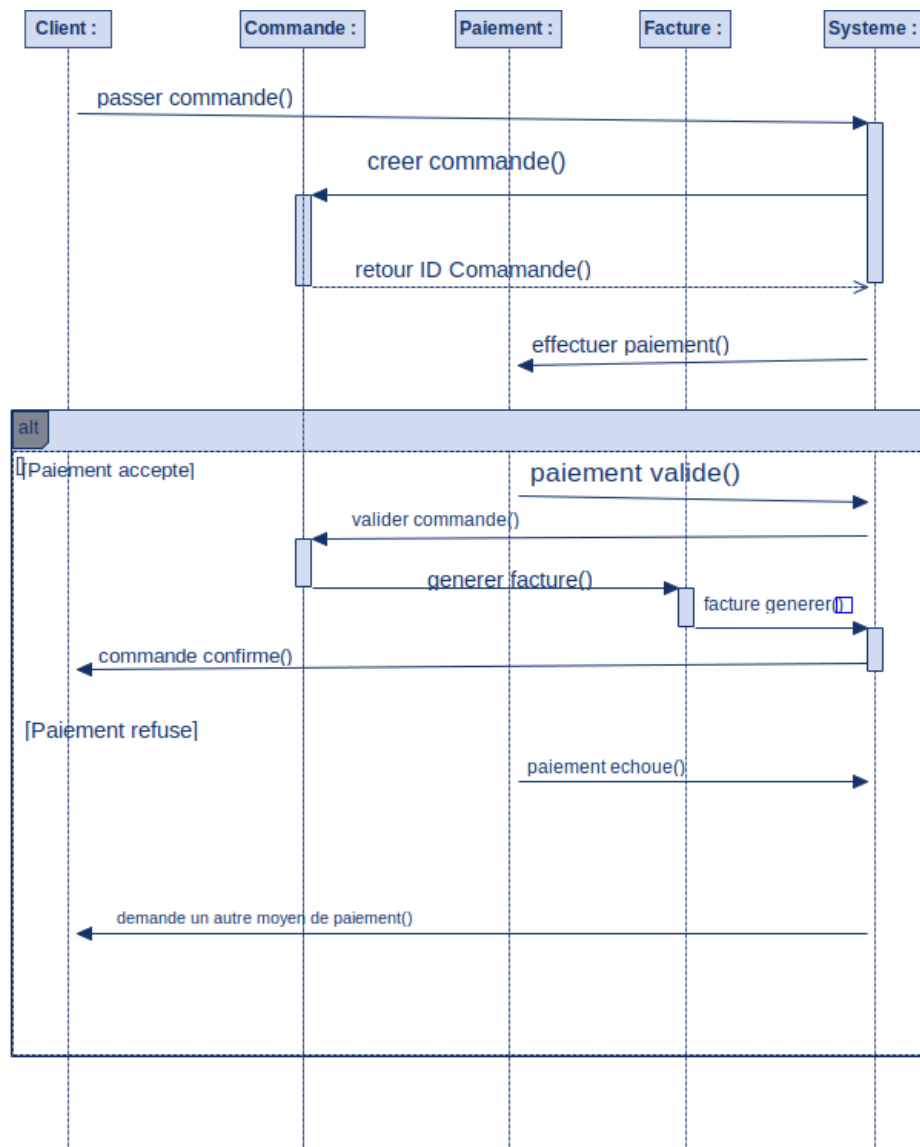 Client :
Commande :
Paiement :
Facture :
Systeme :
passer commande()
creer commande()
retour ID Comamande()
effectuer paiement()
alt
[Paiement accepte]
paiement valide()
valider commande()
generer facture()
facture generer()
commande confirme()
[Paiement refuse]
paiement echoue()
demande un autre moyen de paiement()